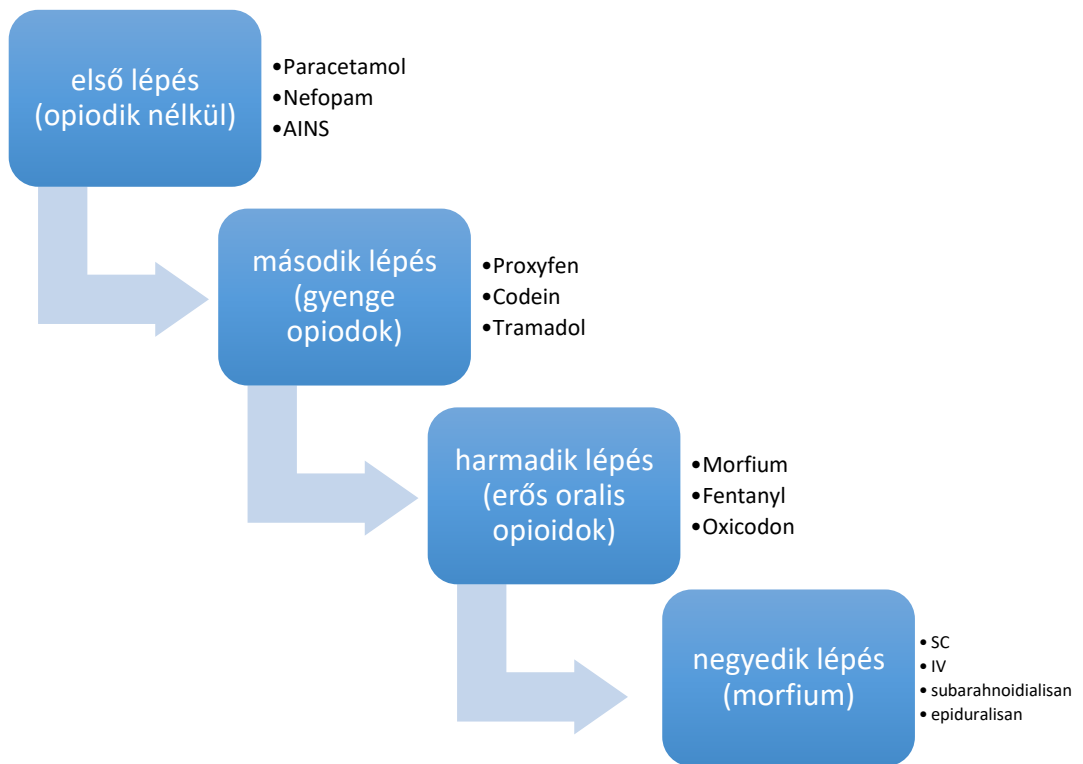 első lépés
(opiodik nélkül)
•Paracetamol
•Nefopam
•AINS
második lépés
(gyenge
opiodok)
•Proxyfen
•Codein
•Tramadol
harmadik lépés
(erős oralis
opioidok)
•Morfium
•Fentanyl
•Oxicodon
negyedik lépés
(morfium)
• SC
• IV
• subarahnoidialisan
• epiduralisan